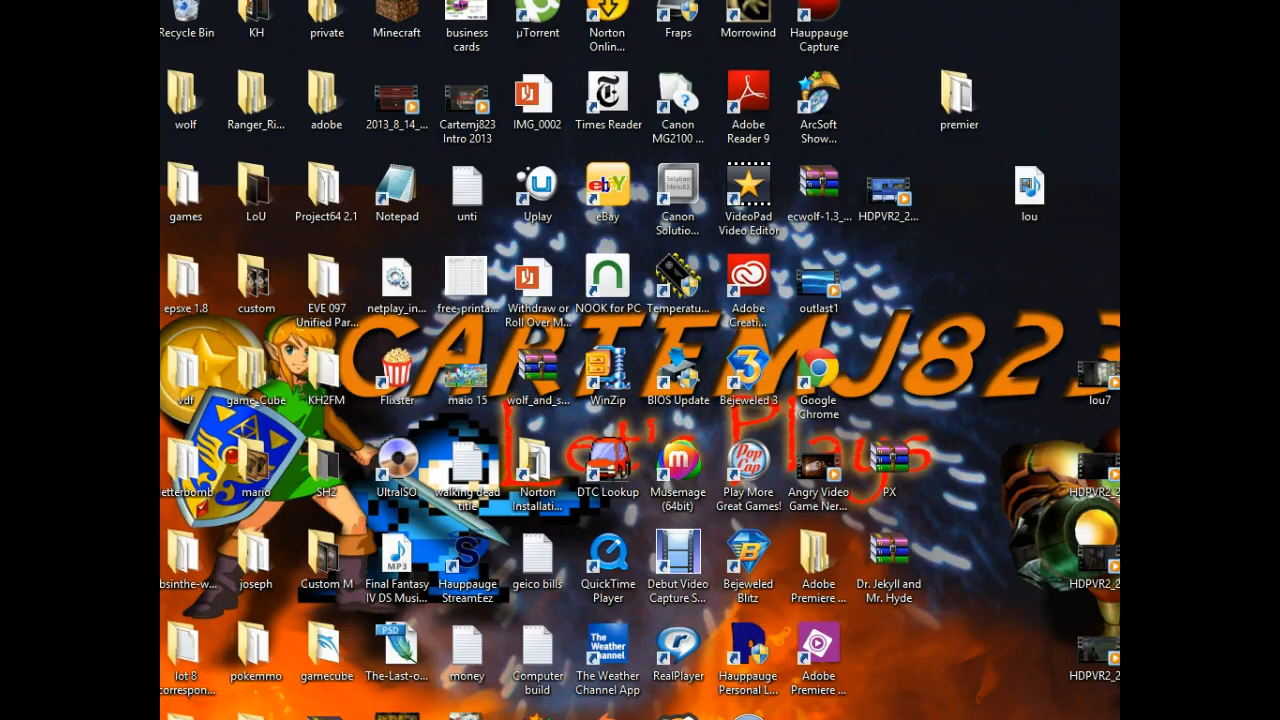 Recycle Bin
KH
private
Minecraft
business
cards
µTorrent
Norton
Onlin...
Fraps
Morrowind
Hauppauge
Capture
wolf
Ranger_Ri...
adobe
2013_8_14_...
Cartemj823
Intro 2013
IMG_0002
Times Reader
Canon
MG2100 ...
Adobe
Reader 9
ArcSoft
Show...
premier
games
LoU
Project64 2.1
Notepad
unti
Uplay
eBay
Canon
Solutio...
VideoPad
Video Editor
ecwolf-1.3_...
HDPVR2_2...
lou
epsxe 1.8
custom
EVE 097
Unified Par...
netplay_in...
free-printa...
Withdraw or
Roll Over M...
NOOK for PC
Temperatu...
Adobe
Creati...
outlast1
CARTEMJ823
vdf
game_Cube
KH2FM
Flixster
maio 15
wolf_and_s...
WinZip
BIOS Update
Bejeweled 3
Google
Chrome
lou7
Let's Plays
etterbomb
mario
SH2
UltraISO
walking dead
title
Norton
Installati...
DTC Lookup
Musemage
(64bit)
Play More
Great Games!
Angry Video
Game Ner...
PX
HDPVR2_2
bsinthe-w...
joseph
Custom M
Final Fantasy
IV DS Musi...
Hauppauge
StreamEez
geico bills
QuickTime
Player
Debut Video
Capture S...
Bejeweled
Blitz
Adobe
Premiere ...
Dr. Jekyll and
Mr. Hyde
HDPVR2_2
lot 8
correspon...
pokemmo
gamecube
The-Last-o...
money
Computer
build
The Weather
Channel App
RealPlayer
Hauppauge
Personal L...
Adobe
Premiere ...
HDPVR2_2